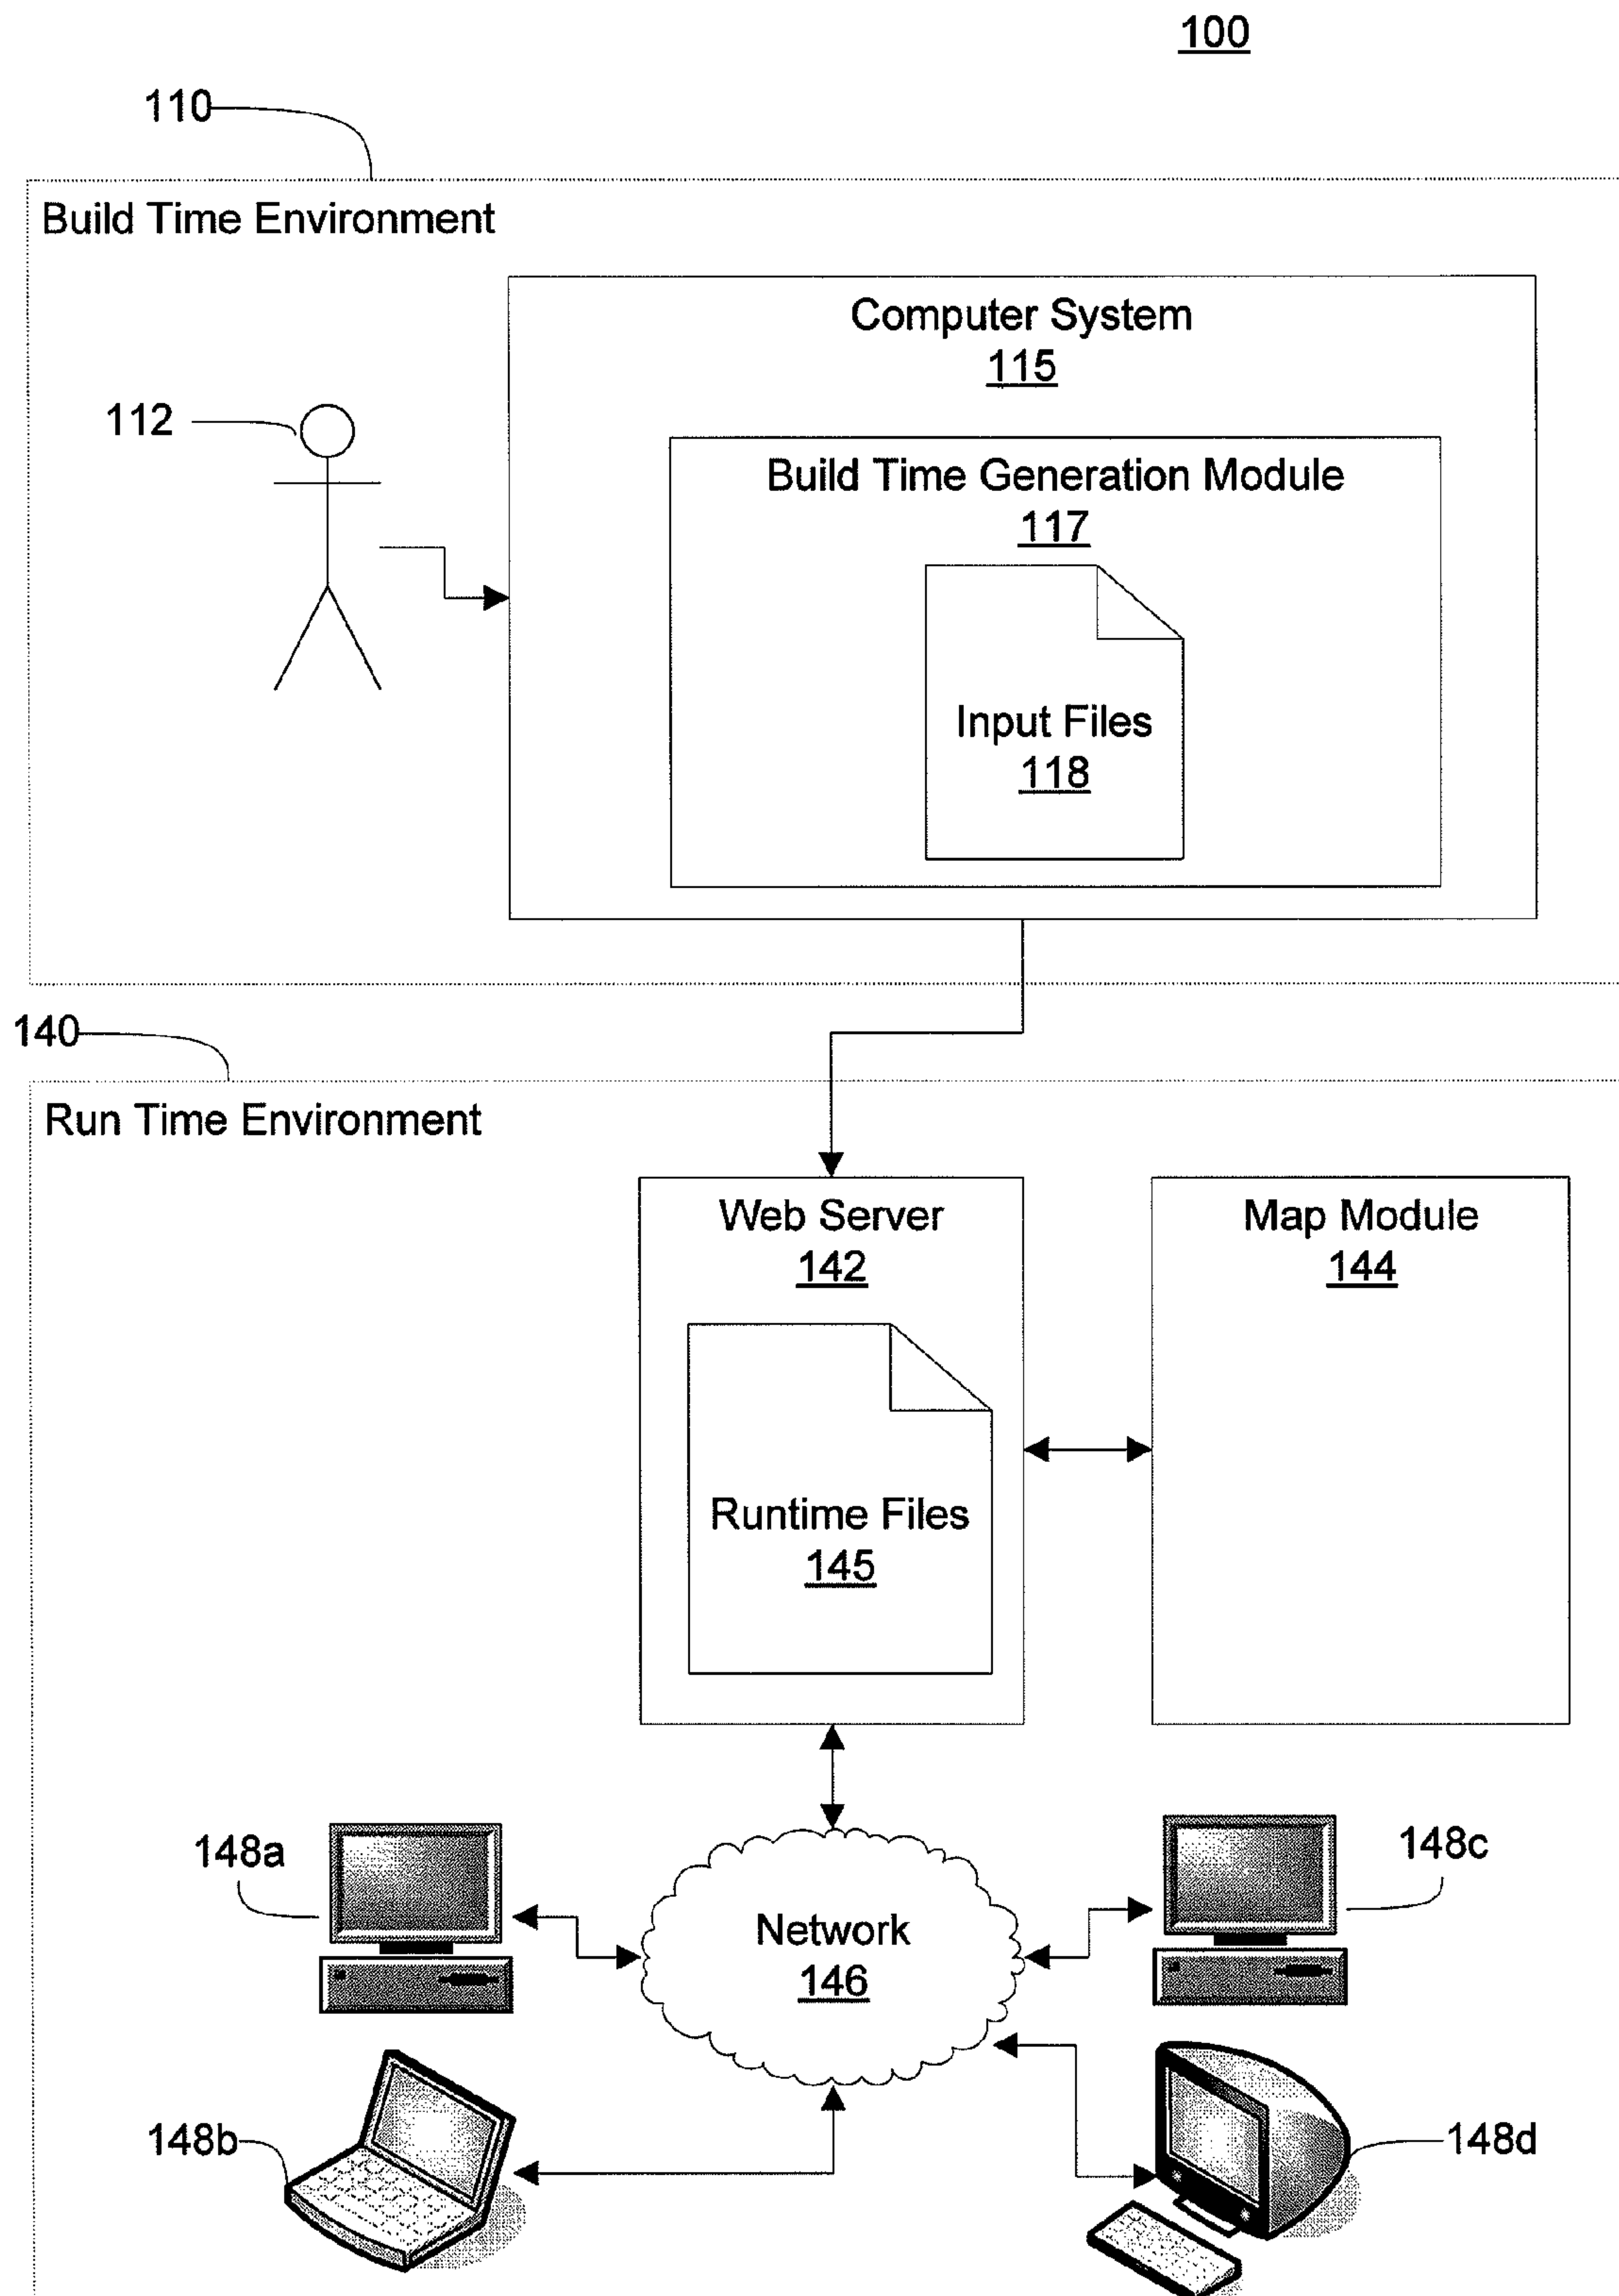 100
110
Build Time Environment
Computer System
115
112
Build Time Generation Module
117
Input Files
118
140
Run Time Environment
Web Server
142
Map Module
144
Runtime Files
145
148a
148c
Network
146
148b
148d